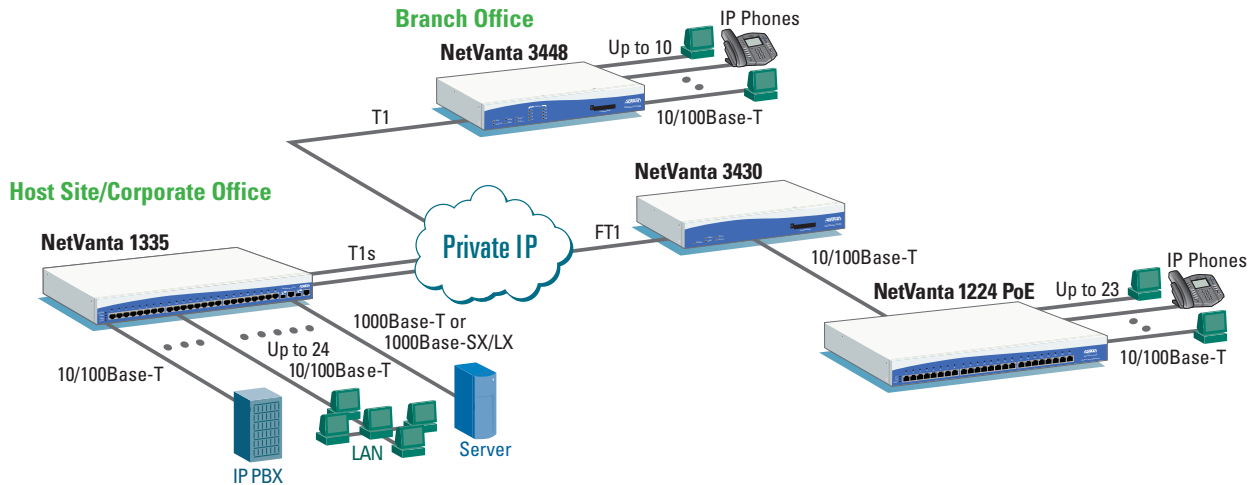 Branch Office
IP Phones
NetVanta 3448
Up to 10
T1
10/100Base-T
Host Site/Corporate Office
NetVanta 3430
NetVanta 1335
T1s
Private IP
FT1
10/100Base-T
IP Phones
NetVanta 1224 PoE
Up to 23
1000Base-T or
1000Base-SX/LX
Up to 24
10/100Base-T
10/100Base-T
10/100Base-T
LAN
Server
IP PBX